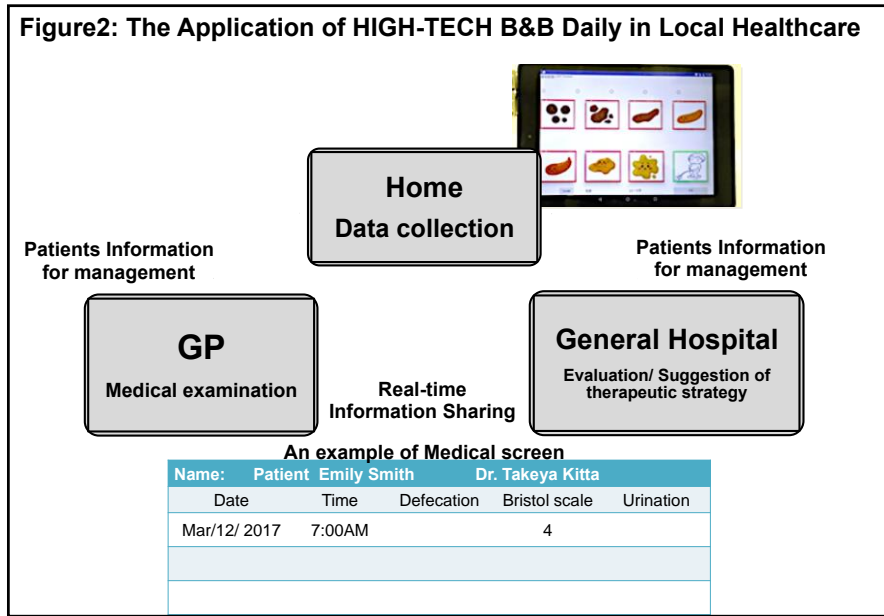 Figure2: The Application of HIGH-TECH B&B Daily in Local Healthcare
Home
Data collection
Patients Information
for management
Patients Information
for management
GP
Medical examination
General Hospital
Evaluation/ Suggestion of
therapeutic strategy
Real-time
Information Sharing
An example of Medical screen
Name: Patient Emily Smith Dr. Takeya Kitta
Date Time Defecation Bristol scale Urination
Mar/12/ 2017 7:00AM 4